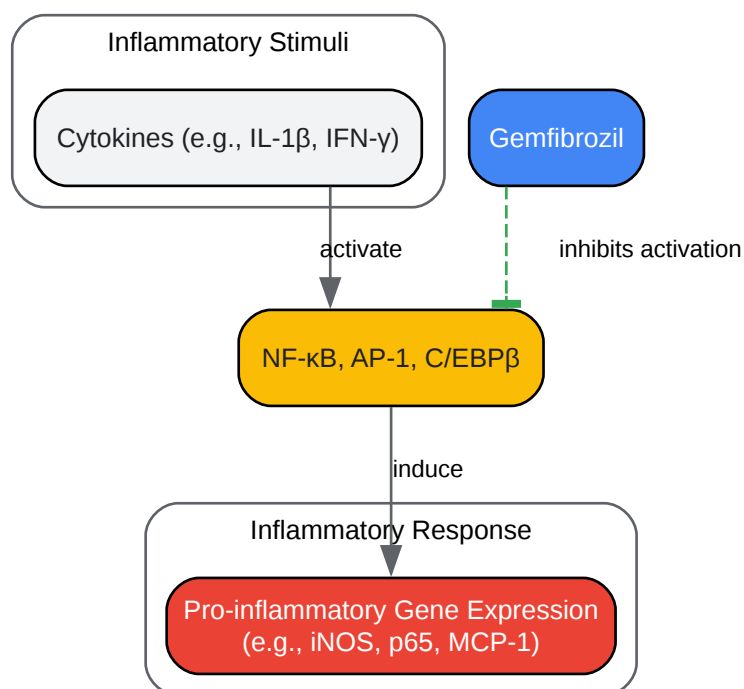 Inflammatory Stimuli
Cytokines (e.g., IL-1β, IFN-γ)
Gemfibrozil
activate
inhibits activation
NF-κB, AP-1, C/EBPβ
induce
Inflammatory Response
Pro-inflammatory Gene Expression
(e.g., iNOS, p65, MCP-1)